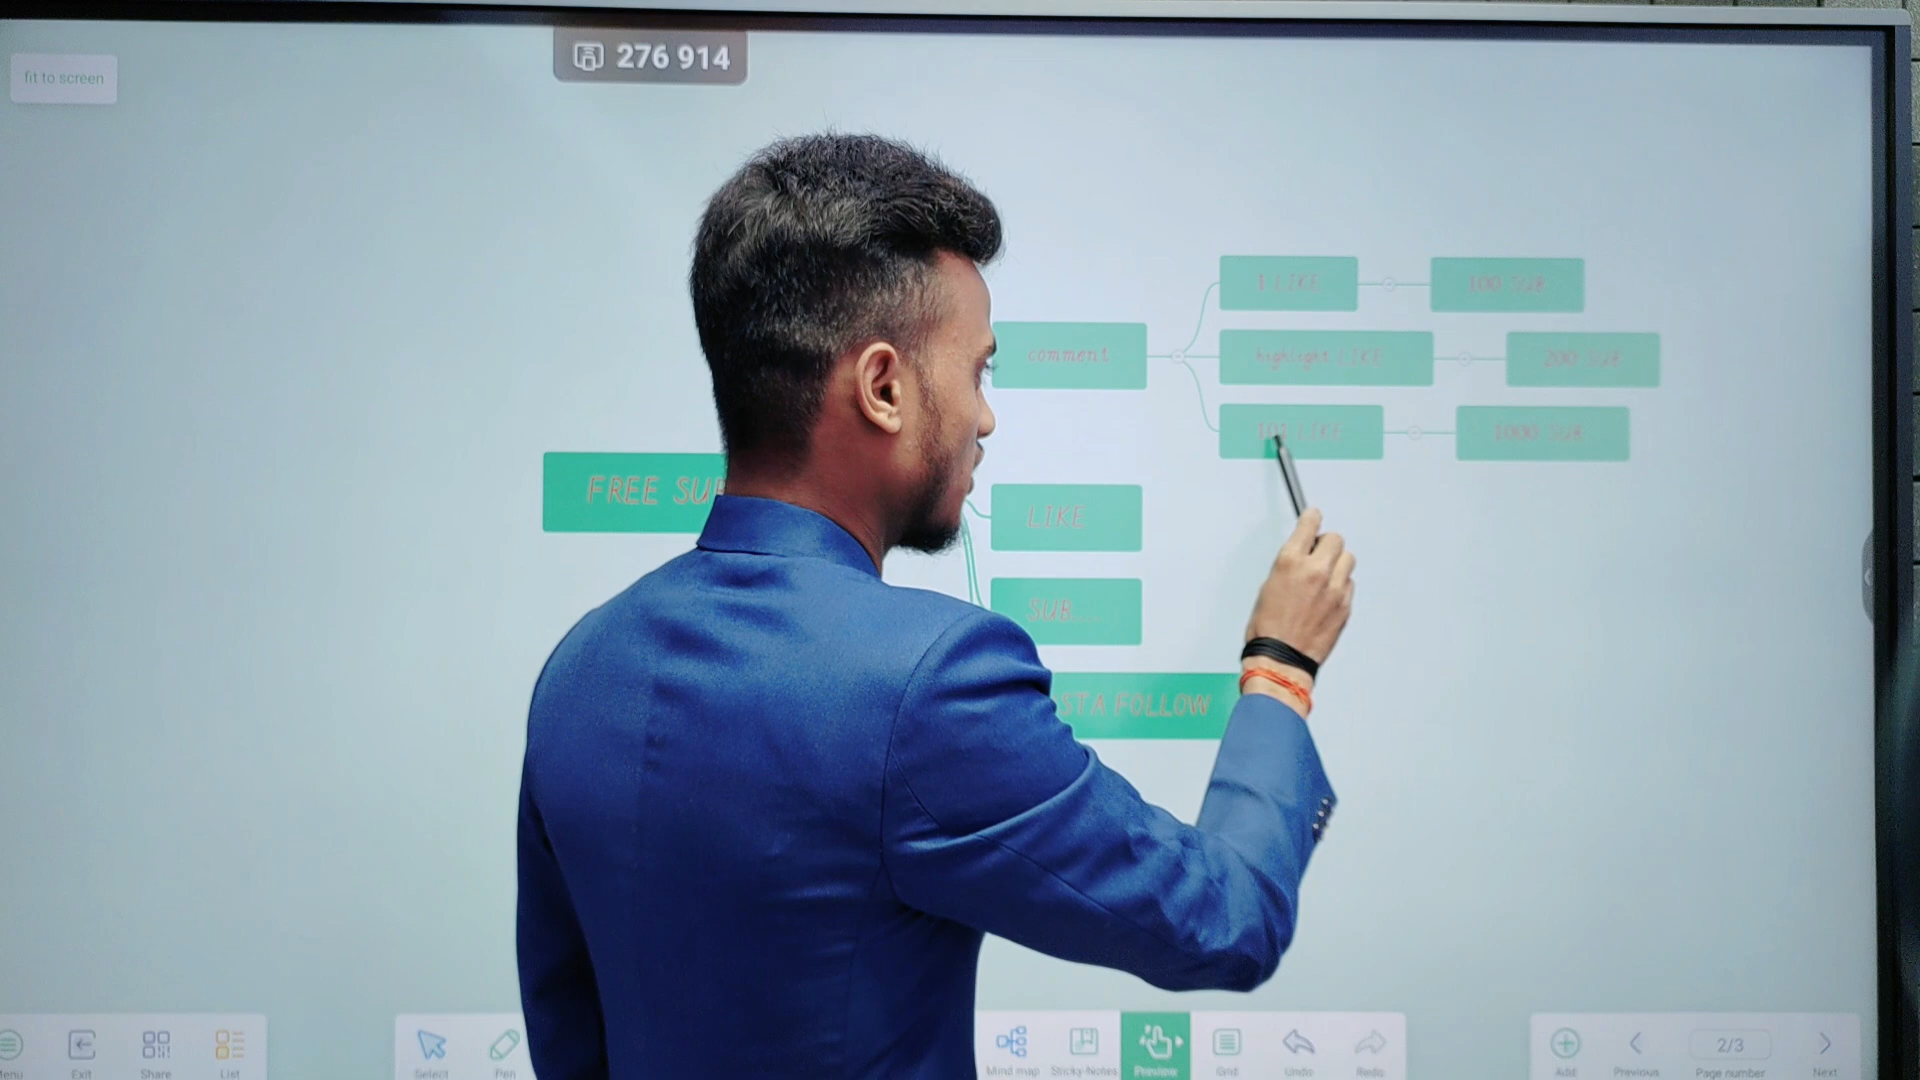 276 914
fit to screen
1 LIKE
100 SUB
comment
highlight LIKE
200 SUB
101 LIKE
1000 SUB
FREE SUB
LIKE
SUB....
STA FOLLOW
enu
Exit
Share
List
Select
Pen
Mind map
Sticky-Notes
Preview
Grid
Undo
Redo
Add
Previous
2/3
Page number
Next